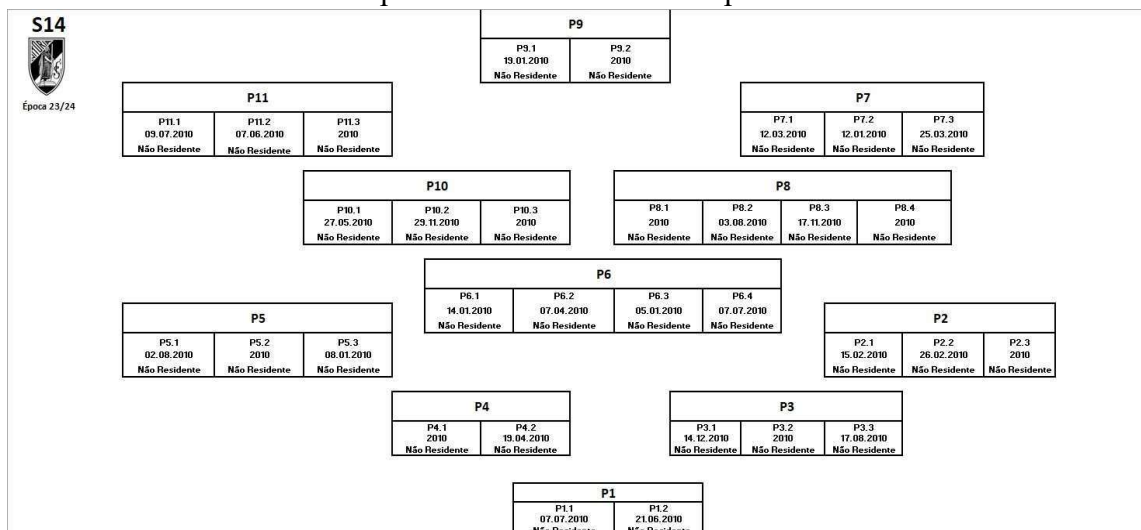 S14
Época 23/24
P9
P9.1 P9.2
19.01.2010 2010
Não Residente Não Residente
P11
P11.1 P11.2 P11.3
09.07.2010 07.06.2010 2010
Não Residente Não Residente Não Residente
P7
P7.1 P7.2 P7.3
12.03.2010 12.01.2010 25.03.2010
Não Residente Não Residente Não Residente
P10
P10.1 P10.2 P10.3
27.05.2010 29.11.2010 2010
Não Residente Não Residente Não Residente
P8
P8.1 P8.2 P8.3 P8.4
2010 03.08.2010 17.11.2010 2010
Não Residente Não Residente Não Residente Não Residente
P6
P6.1 P6.2 P6.3 P6.4
14.01.2010 07.04.2010 05.01.2010 07.07.2010
Não Residente Não Residente Não Residente Não Residente
P5
P5.1 P5.2 P5.3
02.08.2010 2010 08.01.2010
Não Residente Não Residente Não Residente
P2
P2.1 P2.2 P2.3
15.02.2010 26.02.2010 2010
Não Residente Não Residente Não Residente
P4
P4.1 P4.2
2010 19.04.2010
Não Residente Não Residente
P3
P3.1 P3.2 P3.3
14.12.2010 2010 17.08.2010
Não Residente Não Residente Não Residente
P1
P1.1 P1.2
07.07.2010 21.06.2010